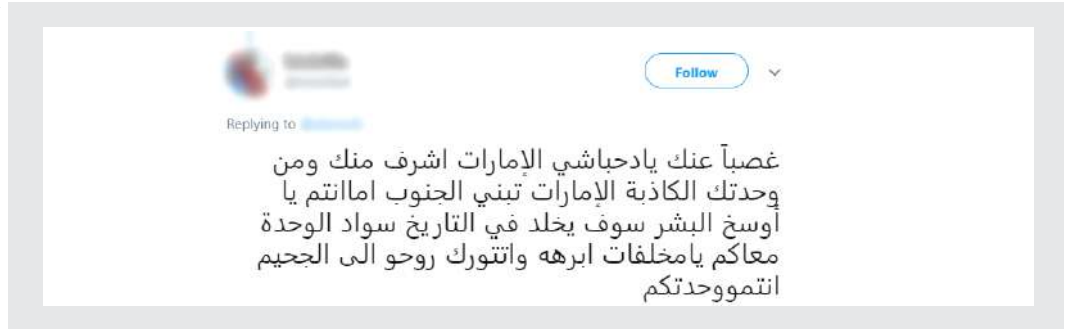 Follow
Replying to
غصباً عنك يادحباشي الإمارات اشرف منك ومن
وحدتك الكاذبة الإمارات تبني الجنوب اماانتم يا
أوسخ البشر سوف يخلد في التاريخ سواد الوحدة
معاكم يامخلفات ابرهه واتتورك روحو الى الجحيم
انتمووحدتكم